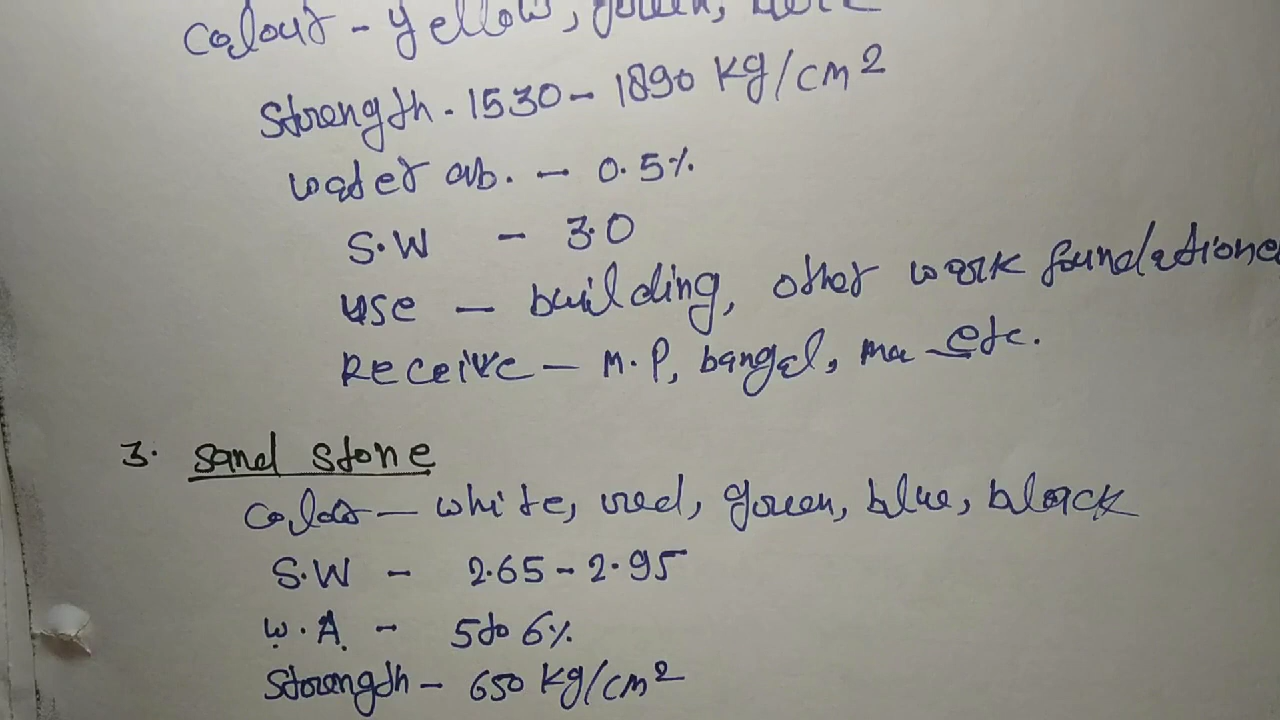 Colour - Yellow, green,
Strength - 1530 - 1890 kg/cm2
water ab. - 0.5%
S.W - 3.0
use - building, other work foundatione
Receive - M.P, bangal, ma etc.
3. Sand stone
Colour - white, red, green, blue, black
S.W - 2.65 - 2.95
W.A. - 5 to 6%
Strength - 650 kg/cm2